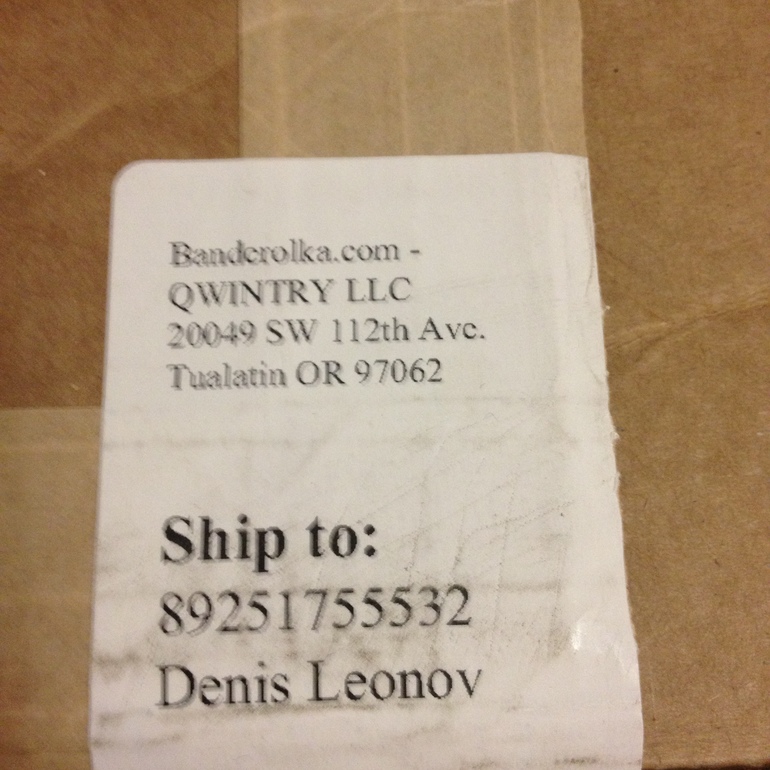 Banderolka.com -
QWINTRY LLC
20049 SW 112th Ave.
Tualatin OR 97062
Ship to:
89251755532
Denis Leonov